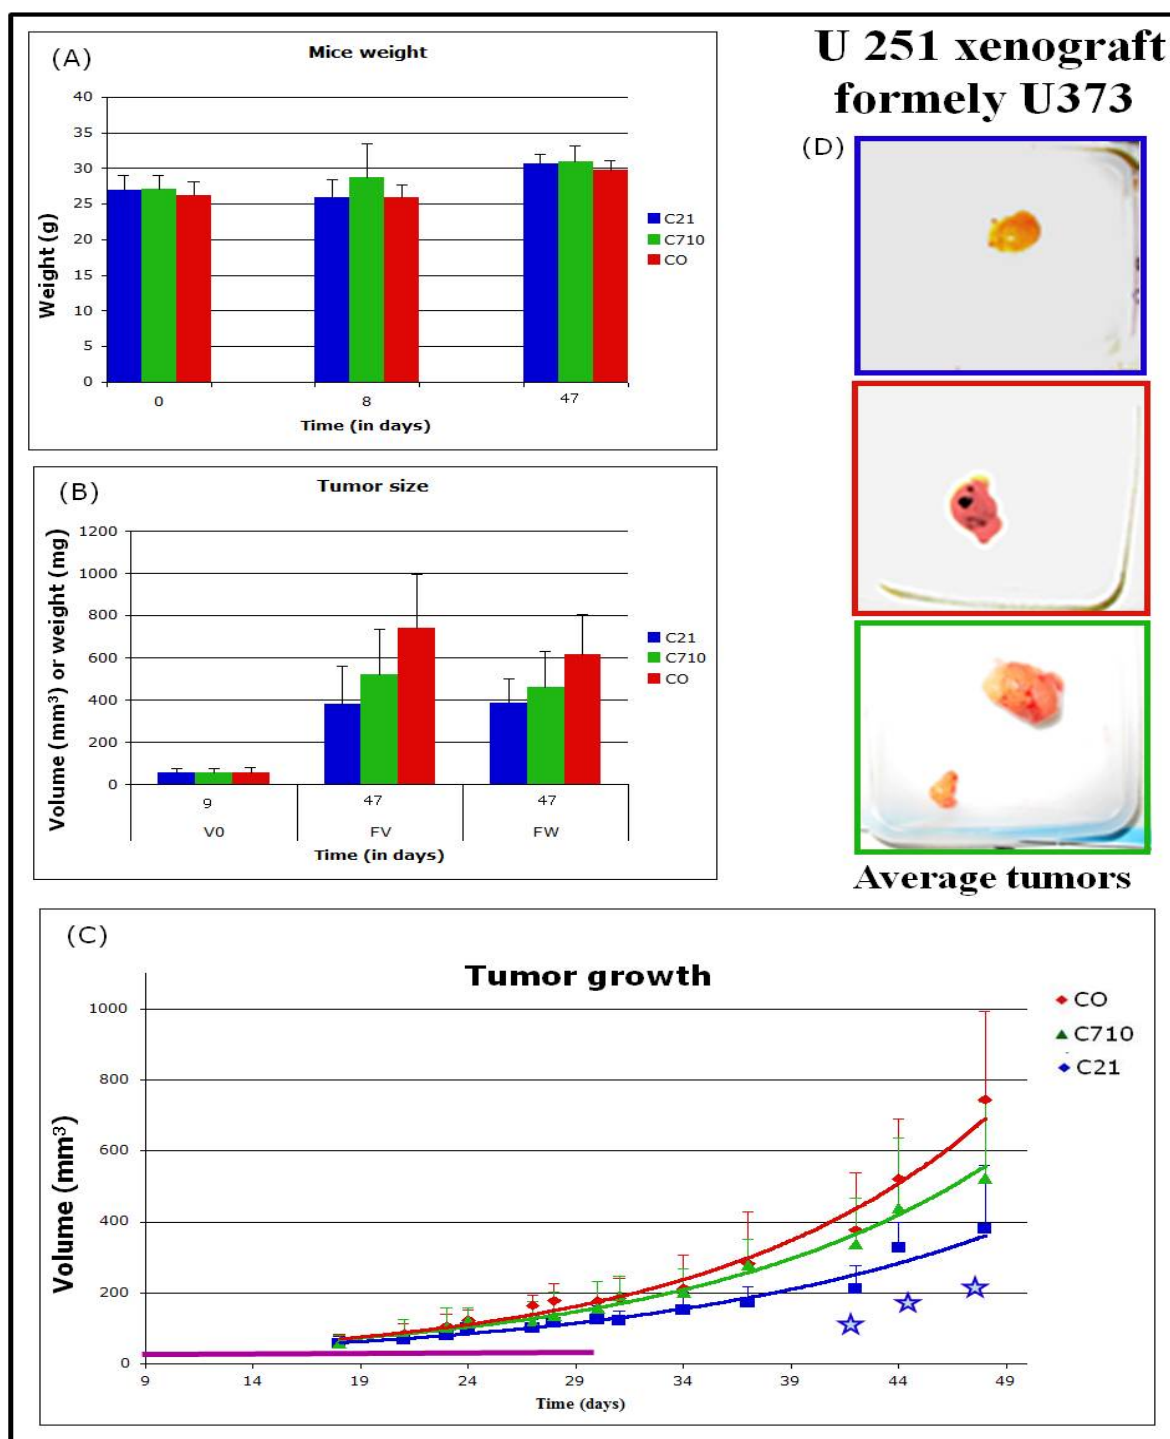 U 251 xenograft
formely U373
(A)
Mice weight
Weight (g)
40
35
30
25
20
15
10
5
0
0 8 47
Time (in days)
C21
C710
CO
(B)
Tumor size
Volume (mm³) or weight (mg)
1200
1000
800
600
400
200
0
9 47 47
V0 FV FW
Time (in days)
C21
C710
CO
(D)
Average tumors
(C)
Tumor growth
Volume (mm³)
1000
800
600
400
200
0
9 14 19 24 29 34 39 44 49
Time (days)
CO
C710
C21